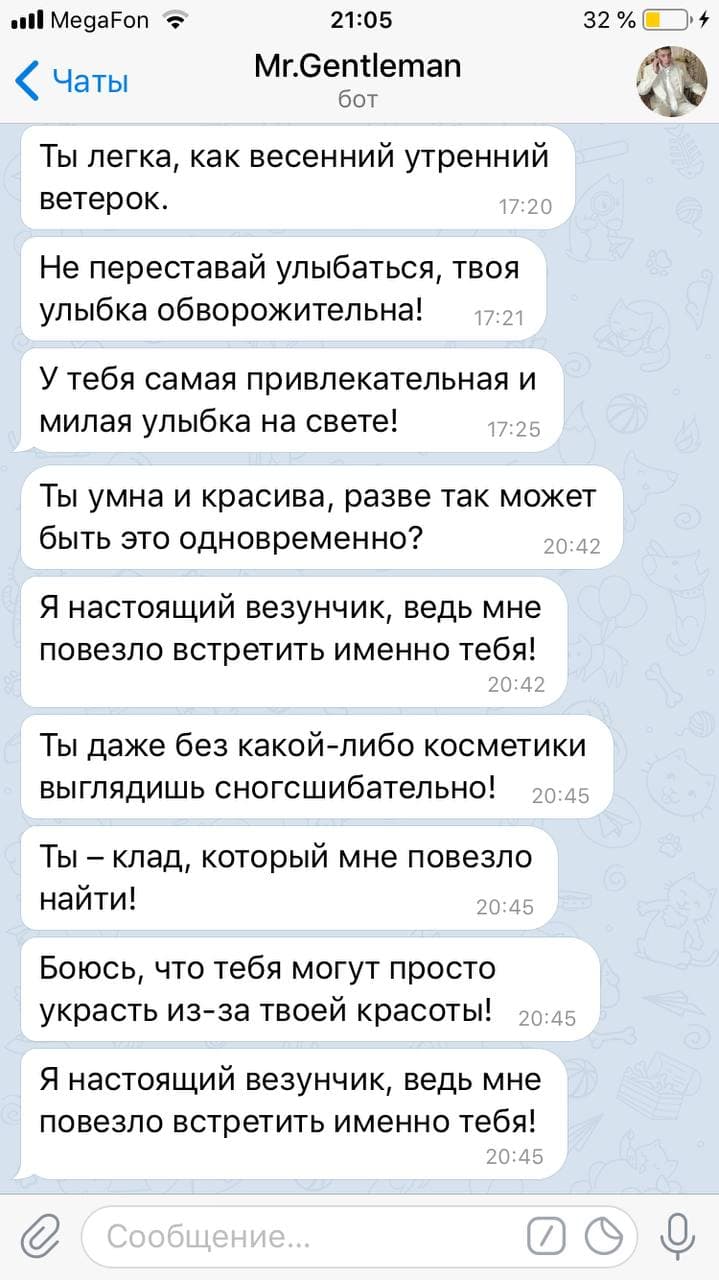 MegaFon 21:05 32 %
Чаты Mr.Gentleman
бот
Ты легка, как весенний утренний
ветерок. 17:20
Не переставай улыбаться, твоя
улыбка обворожительна! 17:21
У тебя самая привлекательная и
милая улыбка на свете! 17:25
Ты умна и красива, разве так может
быть это одновременно? 20:42
Я настоящий везунчик, ведь мне
повезло встретить именно тебя!
20:42
Ты даже без какой-либо косметики
выглядишь сногсшибательно! 20:45
Ты – клад, который мне повезло
найти! 20:45
Боюсь, что тебя могут просто
украсть из-за твоей красоты! 20:45
Я настоящий везунчик, ведь мне
повезло встретить именно тебя!
20:45
Сообщение...